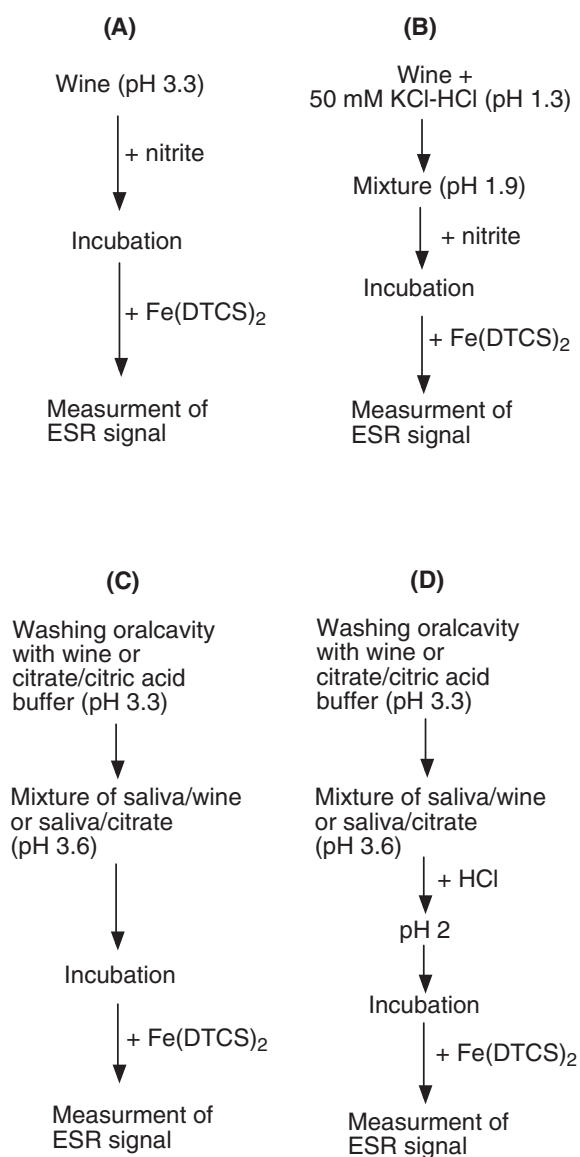 (A)
Wine (pH 3.3)
+ nitrite
Incubation
+ Fe(DTCS)2
Measurment of
ESR signal
(B)
Wine +
50 mM KCl-HCl (pH 1.3)
Mixture (pH 1.9)
+ nitrite
Incubation
+ Fe(DTCS)2
Measurment of
ESR signal
(C)
Washing oralcavity
with wine or
citrate/citric acid
buffer (pH 3.3)
Mixture of saliva/wine
or saliva/citrate
(pH 3.6)
Incubation
+ Fe(DTCS)2
Measurment of
ESR signal
(D)
Washing oralcavity
with wine or
citrate/citric acid
buffer (pH 3.3)
Mixture of saliva/wine
or saliva/citrate
(pH 3.6)
+ HCl
pH 2
Incubation
+ Fe(DTCS)2
Measurment of
ESR signal